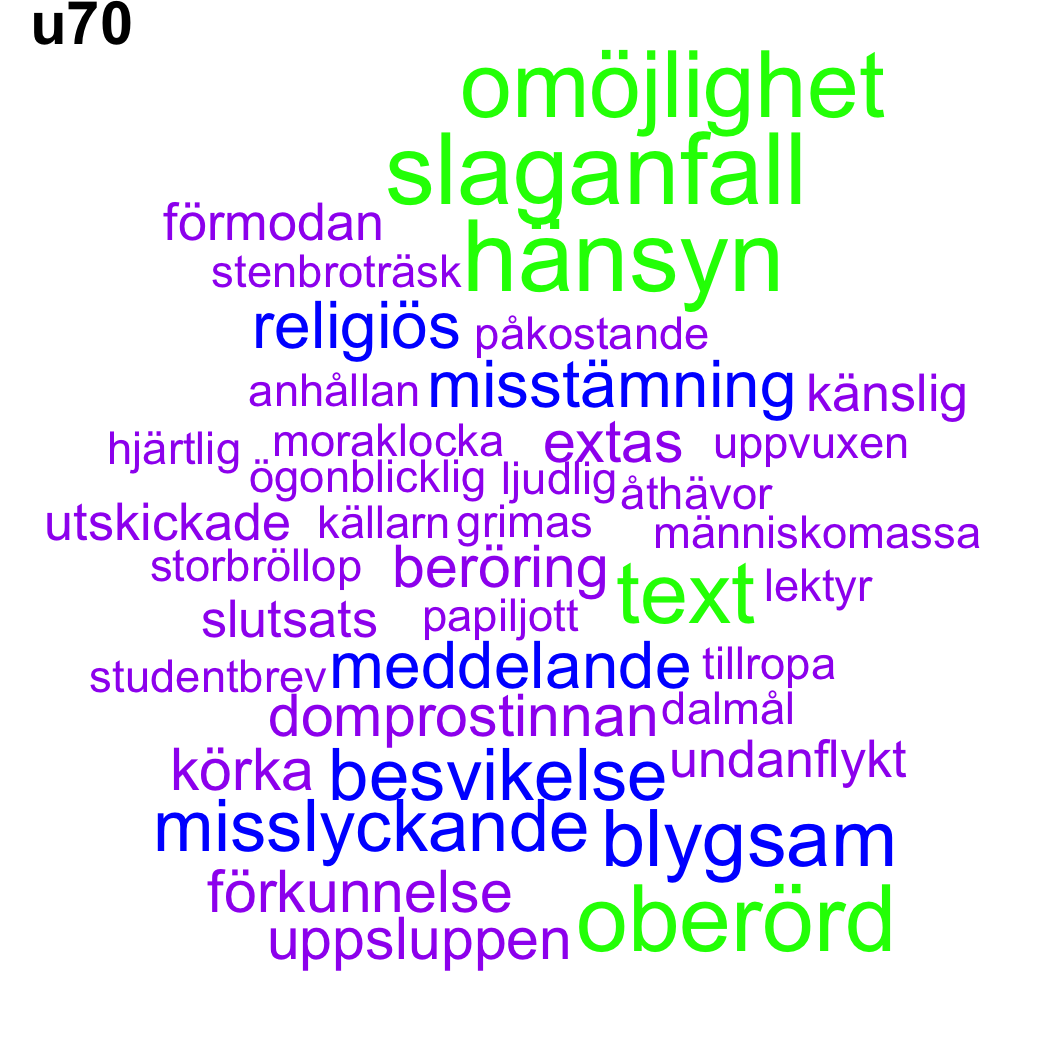 u70
omöjlighet
slaganfall
förmodan
hänsyn
stenbroträsk
religiös påkostande
anhållan misstämning känslig
hjärtlig moraklocka extas uppvuxen
ögonblicklig ljudlig åthävor
utskickade källarn grimas människomassa
storbröllop beröring text lektyr
slutsats papiljott
studentbrev meddelande tillropa
domprostinnan dalmål
körka besvikelse undanflykt
misslyckande blygsam
förkunnelse
uppsluppen oberörd